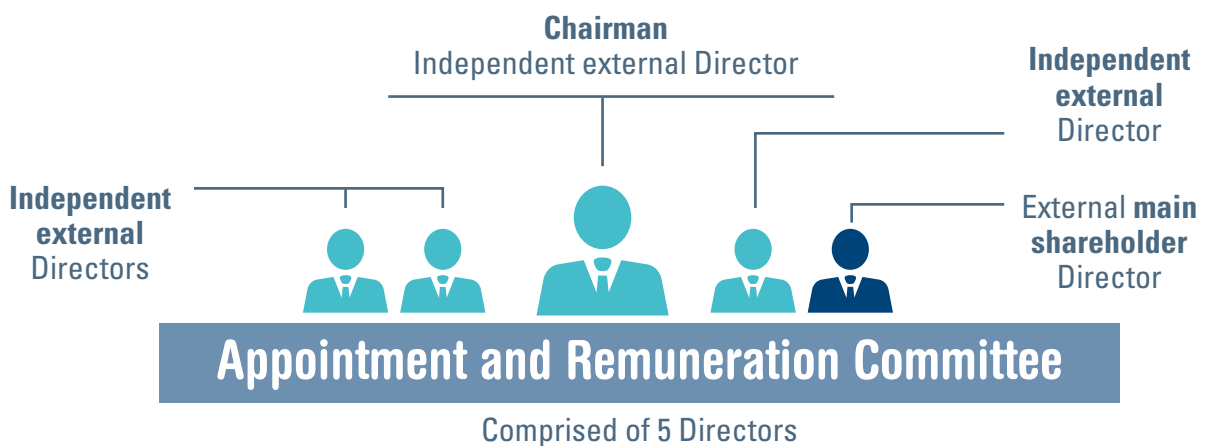 Chairman
Independent external Director
Independent
external
Director
Independent
external
Directors
External main
shareholder
Director
Appointment and Remuneration Committee
Comprised of 5 Directors